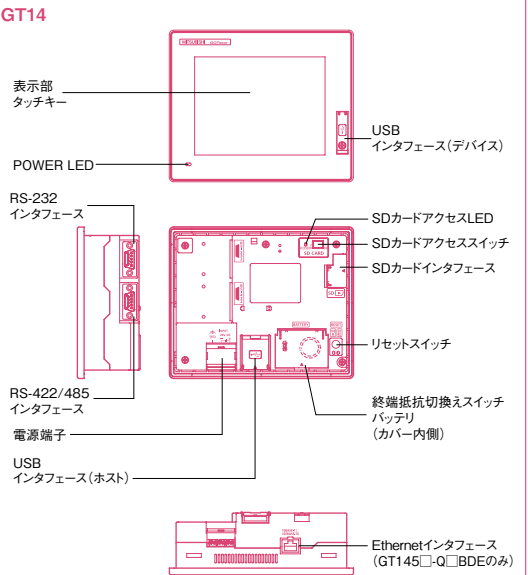 GT14
MITSUBISHI
表示部
タッチキー
USB
インタフェース(デバイス)
POWER LED
RS-232
インタフェース
SDカードアクセスLED
SDカードアクセススイッチ
SD CARD
SDカードインタフェース
BATTERY
リセットスイッチ
RS-422/485
インタフェース
終端抵抗切換えスイッチ
バッテリ
(カバー内側)
電源端子
USB
インタフェース(ホスト)
Ethernetインタフェース
(GT145□-Q□BDEのみ)